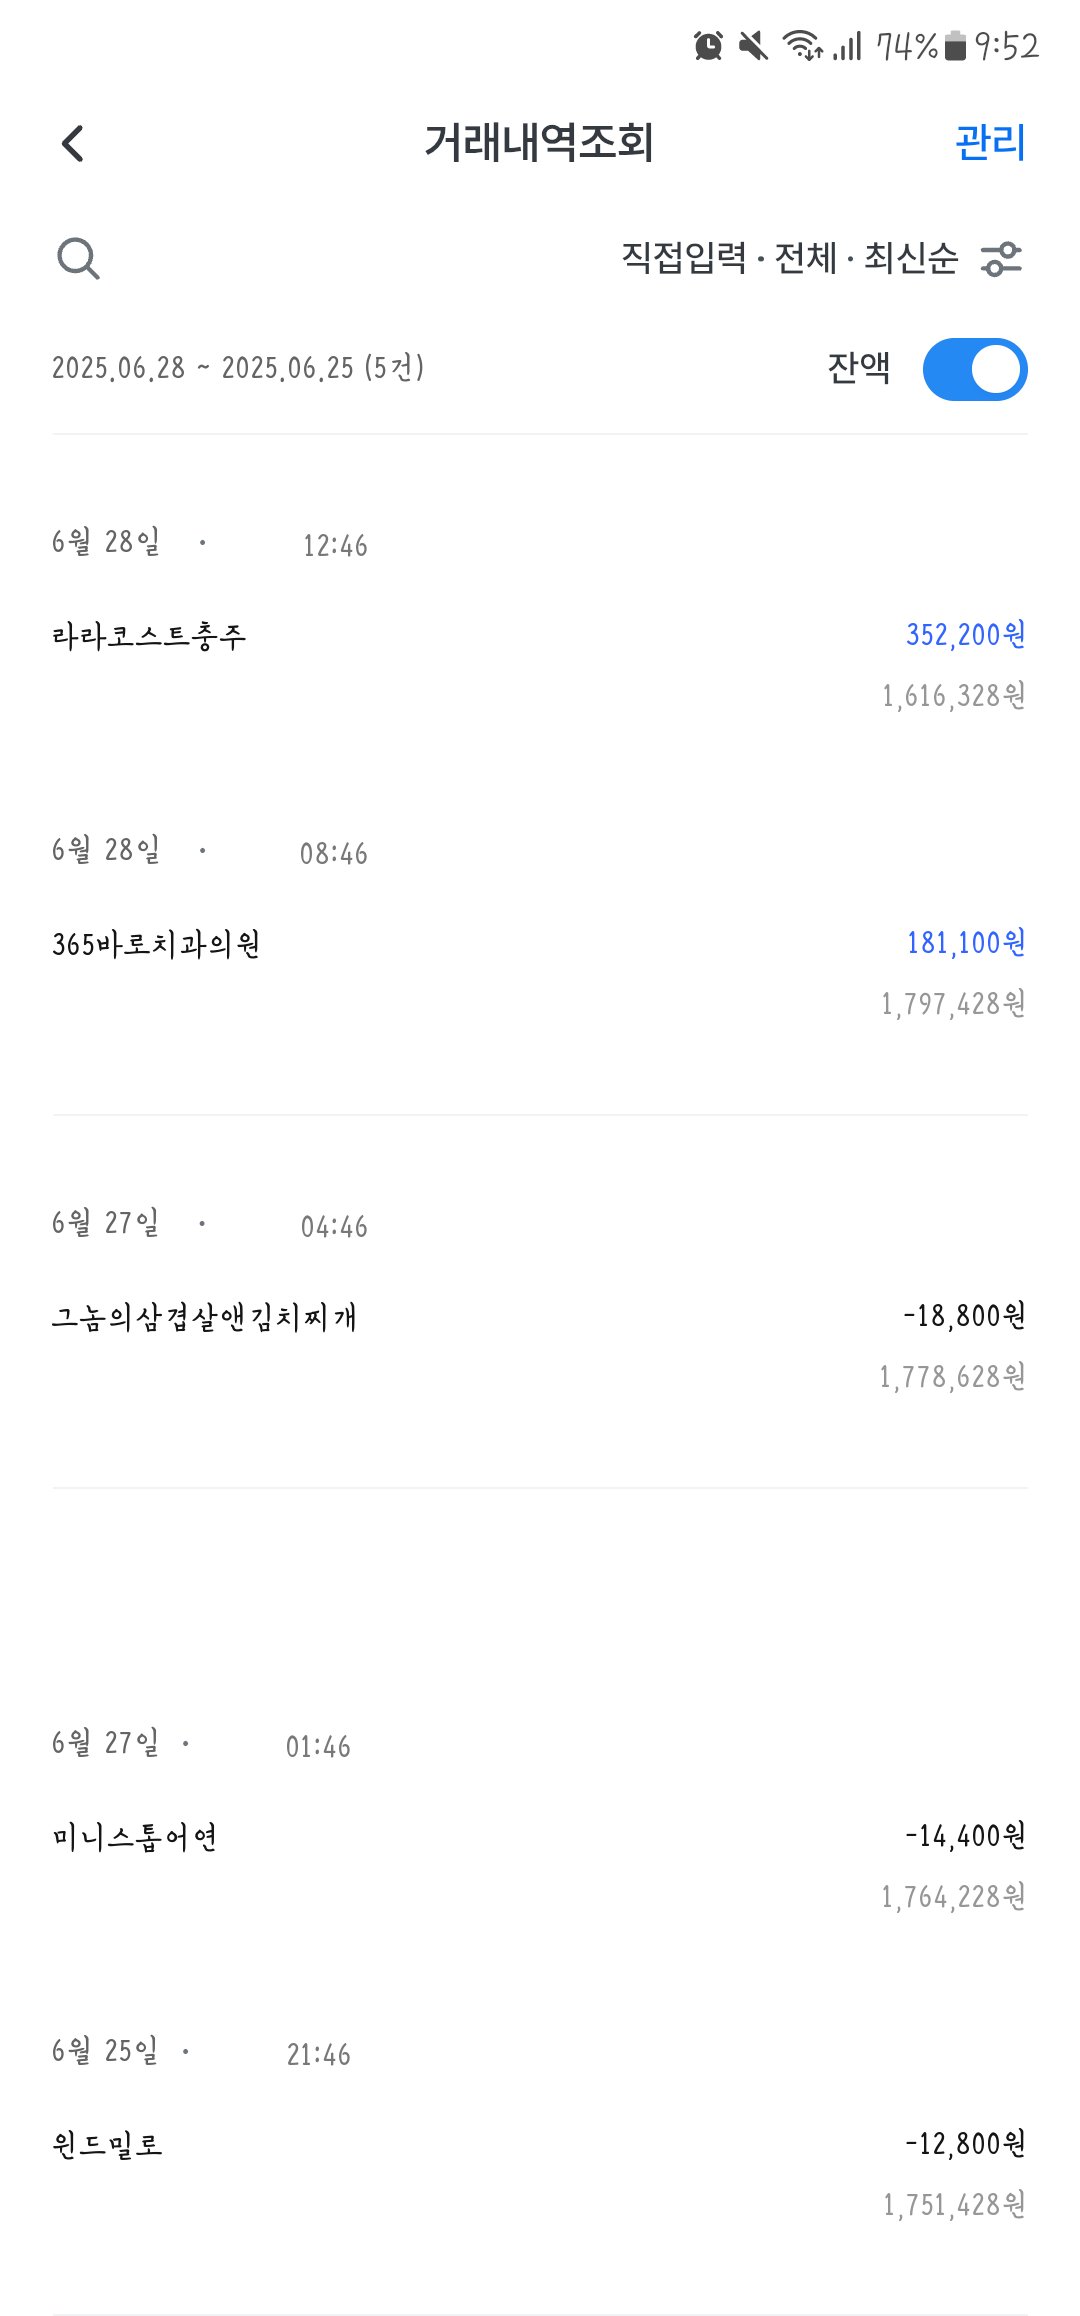 74% 9:52
거래내역조회 관리
직접입력 · 전체 · 최신순
2025.06.28 ~ 2025.06.25 (5건) 잔액
6월 28일 · 12:46
라라코스트충주 352,200원
1,616,328원
6월 28일 · 08:46
365바로치과의원 181,100원
1,797,428원
6월 27일 · 04:46
그놈의삼겹살앤김치찌개 -18,800원
1,778,628원
6월 27일 · 01:46
미니스톱어연 -14,400원
1,764,228원
6월 25일 · 21:46
윈드밀로 -12,800원
1,751,428원